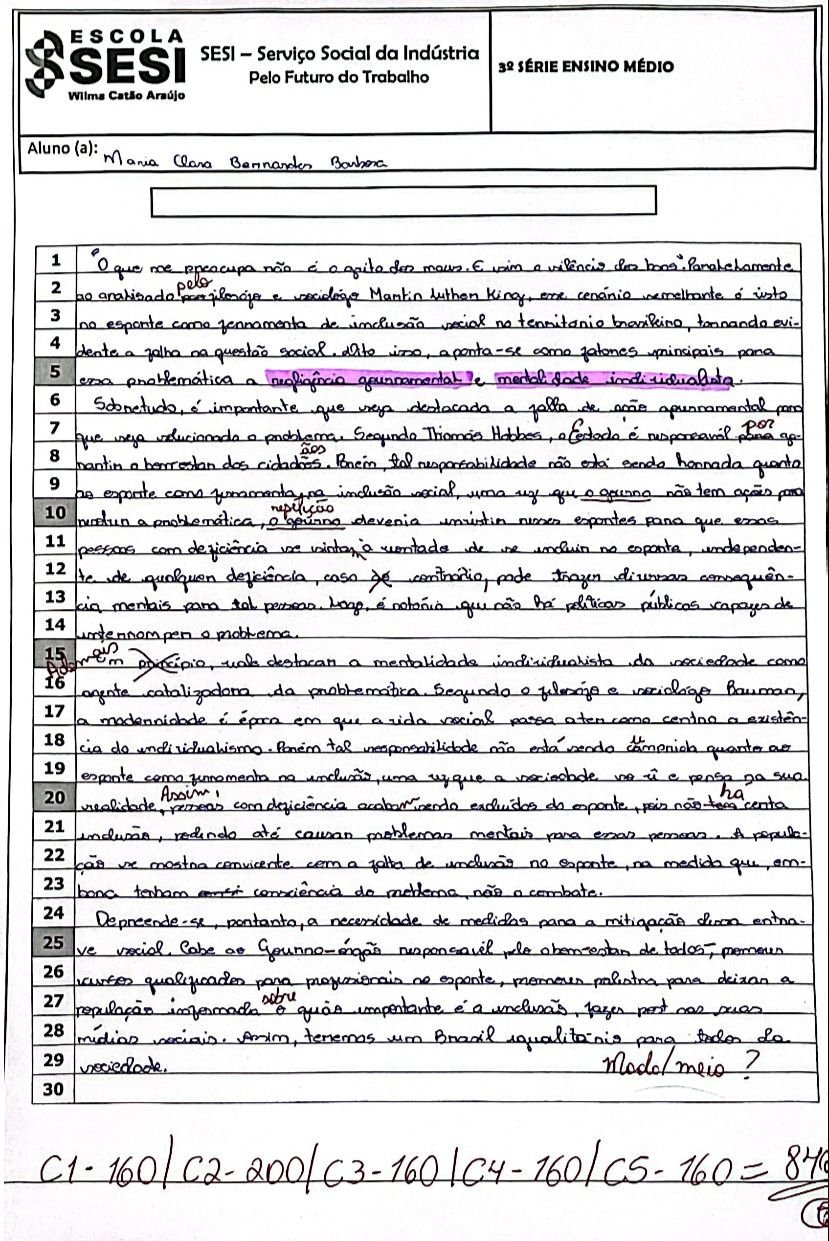 ESCOLA
SESI
Wilma Catão Araújo
SESI – Serviço Social da Indústria
Pelo Futuro do Trabalho
3º SÉRIE ENSINO MÉDIO
Aluno (a): Maria Clara Bernardes Barbosa
1 "O que me preocupa não é o grito dos maus. E sim o silêncio dos bons". Paralelamente
2 ao analisado pelo filosófo e sociólogo Martin Luther King, esse cenário semelhante é visto
3 no esporte como ferramenta de inclusão social no território brasileiro, tornando evi-
4 dente a falha na questão social. Dito isso, aponta-se como fatores principais para
5 essa problemática a negligência governamental e mentalidade individualista.
6 Sobretudo, é importante que seja destacada a falta de ação governamental para
7 que seja solucionado o problema. Segundo Thomas Hobbes, o Estado é responsavél por ga-
8 rantir o bem-estar dos cidadãos. Porém, tal responsabilidade não está sendo honrada quanto
9 ao esporte como ferramenta, na inclusão social, uma vez que o governo não tem ações para
repetição
10 reverter a problemática, o governo deveria investir nesses esportes para que essas
11 pessoas com deficiência se sintam à vontade de se incluir no esporte, independen-
12 te de qualquer deficiência, caso contrário, pode trazer diversas consequên-
13 cia mentais para tal pessoas. Logo, é notório que não há políticas públicas capazes de
14 interromper o problema.
15 Ademais Em princípio, vale destacar a mentalidade individualista da sociedade como
16 agente catalizadora da problemática. Segundo o filosófo e sociólogo Bauman,
17 a modernidade é época em que a vida social passa a ter como centro a existên-
18 cia do individualismo. Porém tal responsabilidade não está sendo cumprida quanto ao
19 esporte como ferramenta na inclusão, uma vez que a sociedade só vê e pensa na sua
20 realidade, Assim, pessoas com deficiência acabam sendo excluídos do esporte, pois não há certa
21 inclusão, podendo até causar problemas mentais para essas pessoas. A popula-
22 ção se mostra convicente com a falta de inclusão no esporte, na medida que, em-
23 bora tenham consciência do problema, não o combate.
24 Depreende-se, portanto, a necessidade de medidas para a mitigação desse entra-
25 ve social. Cabe ao Governo-órgão responsavél pelo o bem-estar de todos-, promover
26 cursos qualificados para profissionais no esporte, promover palestra para deixar a
27 população informada sobre o quão importante é a inclusão, fazer post nas suas
28 mídias sociais. Assim, teremos um Brasil igualitário para todos da
29 sociedade. Modo/meio ?
30
C1- 160/ C2- 200/ C3- 160 / C4- 160/ C5- 160 = 840